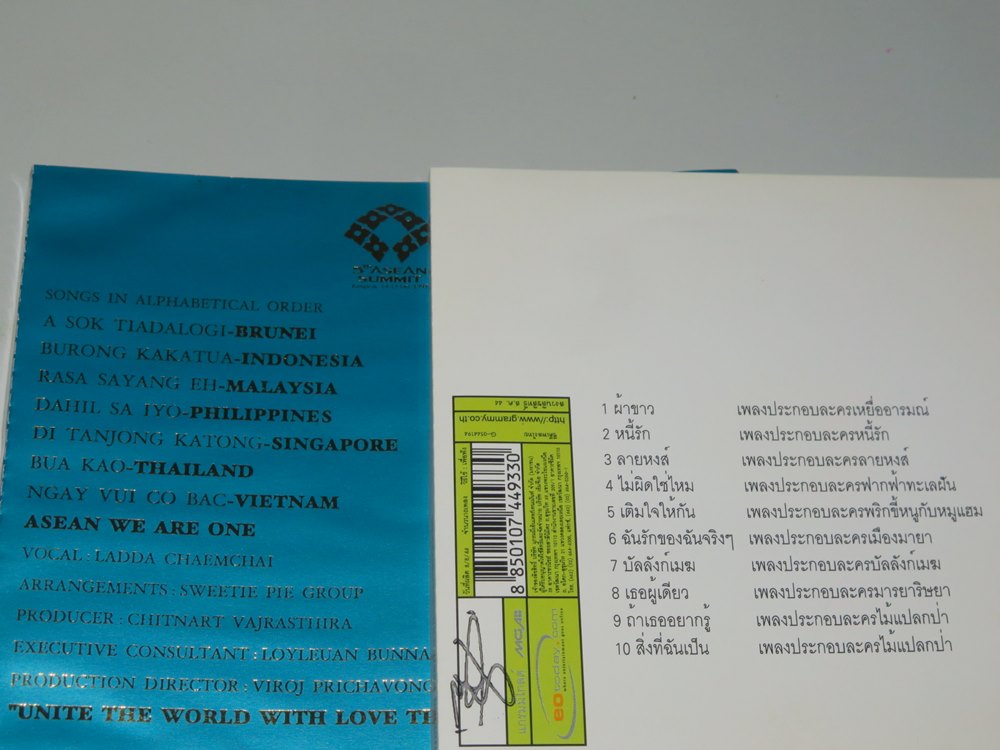 5th ASEAN
SUMMIT
SONGS IN ALPHABETICAL ORDER
A SOK TIADALOGI-BRUNEI
BURONG KAKATUA-INDONESIA
RASA SAYANG EH-MALAYSIA
DAHIL SA IYO-PHILIPPINES
DI TANJONG KATONG-SINGAPORE
BUA KAO-THAILAND
NGAY VUI CO BAC-VIETNAM
ASEAN WE ARE ONE
VOCAL : LADDA CHAEMCHAI
ARRANGEMENTS : SWEETIE PIE GROUP
PRODUCER : CHITNART VAJRASTHIRA
EXECUTIVE CONSULTANT : LOYLEUAN BUNNA
PRODUCTION DIRECTOR : VIROJ PRICHAVONG
"UNITE THE WORLD WITH LOVE
1 ผ้าขาว เพลงประกอบละครเหยื่ออารมณ์
2 หนี้รัก เพลงประกอบละครหนี้รัก
3 ลายหงส์ เพลงประกอบละครลายหงส์
4 ไม่ผิดใช่ไหม เพลงประกอบละครฟากฟ้าทะเลฝัน
5 เติมใจให้กัน เพลงประกอบละครพริกขี้หนูกับหมูแฮม
6 ฉันรักของฉันจริงๆ เพลงประกอบละครเมืองมายา
7 บัลลังก์เมฆ เพลงประกอบละครบัลลังก์เมฆ
8 เธอผู้เดียว เพลงประกอบละครมารยาริษยา
9 ถ้าเธออยากรู้ เพลงประกอบละครไม้แปลกป่า
10 สิ่งที่ฉันเป็น เพลงประกอบละครไม้แปลกป่า
http://www.grammy.co.th
8 850107 449330
MGA
eotoday.com